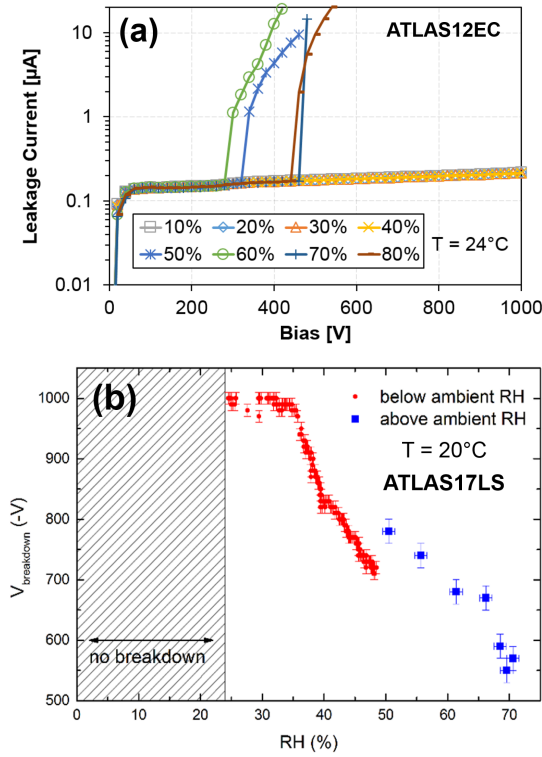 (a)
ATLAS12EC
Leakage Current [µA]
10
1
0.1
0.01
10% 20% 30% 40%
50% 60% 70% 80%
T = 24°C
0 200 400 600 800 1000
Bias [V]
(b)
below ambient RH
above ambient RH
T = 20°C
ATLAS17LS
V breakdown (-V)
1000
900
800
700
600
500
no breakdown
0 10 20 30 40 50 60 70
RH (%)